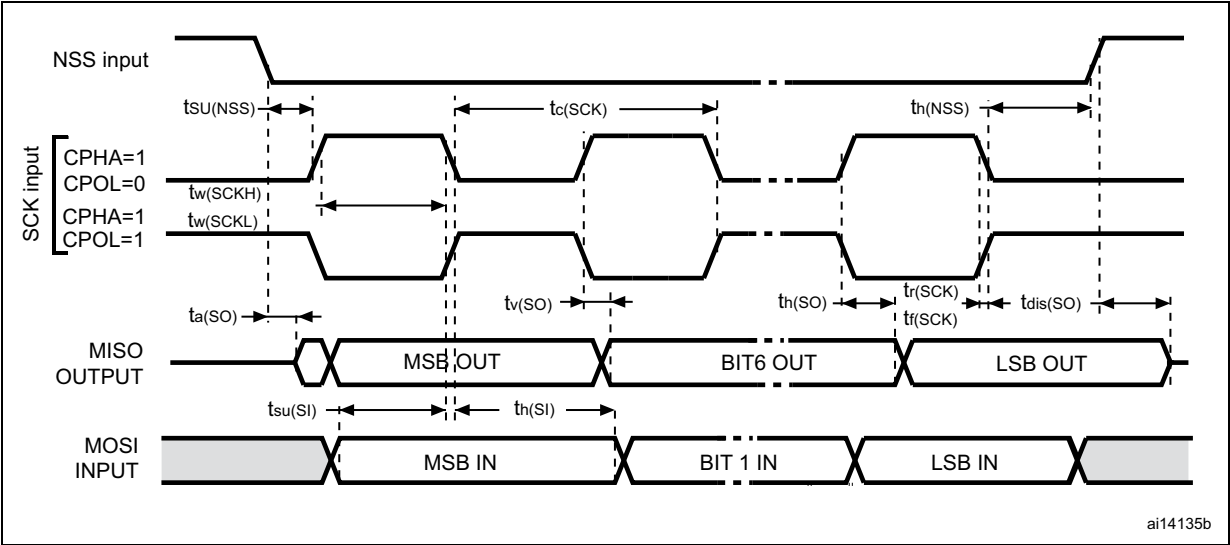 NSS input
tSU(NSS)
tc(SCK)
th(NSS)
SCK input
CPHA=1
CPOL=0
tw(SCKH)
CPHA=1
tw(SCKL)
CPOL=1
ta(SO)
tv(SO)
th(SO)
tr(SCK)
tf(SCK)
tdis(SO)
MISO
OUTPUT
MSB OUT
BIT6 OUT
LSB OUT
tsu(SI)
th(SI)
MOSI
INPUT
MSB IN
BIT 1 IN
LSB IN
ai14135b